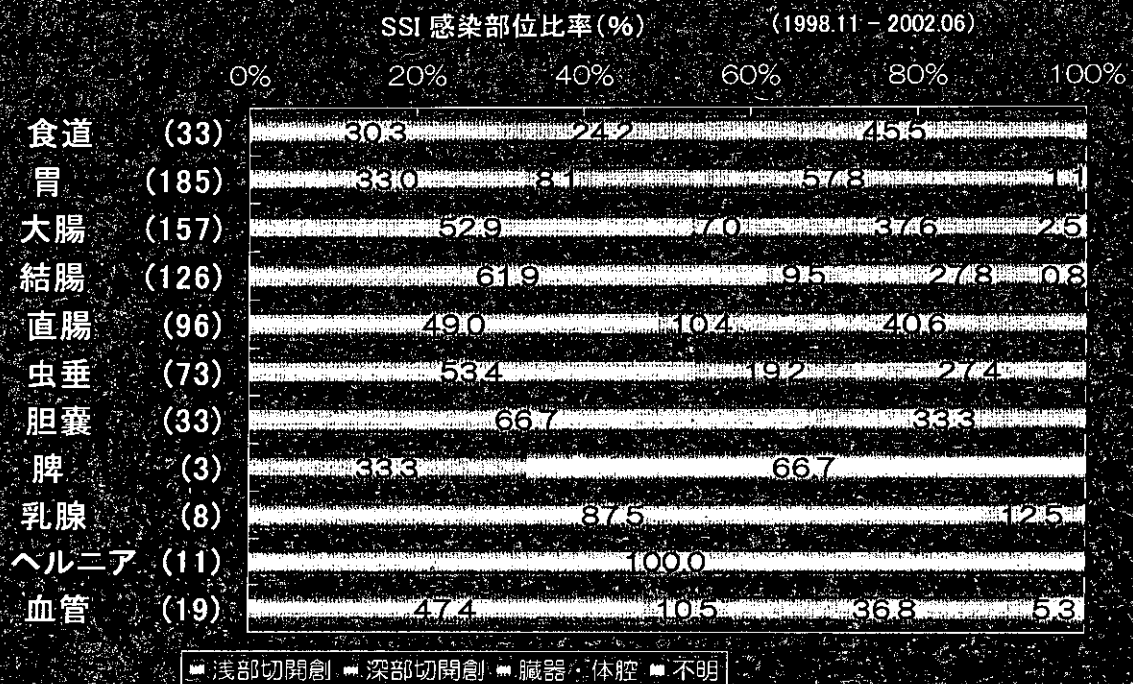 SSI 感染部位比率(%) (1998.11 - 2002.06)
0% 20% 40% 60% 80% 100%
食道 (33) 30.3 24.2 45.5
胃 (185) 33.0 8.1 57.8 1.1
大腸 (157) 52.9 7.0 37.6 2.5
結腸 (126) 61.9 9.5 27.8 0.8
直腸 (96) 49.0 10.4 40.6
虫垂 (73) 53.4 19.2 27.4
胆嚢 (33) 66.7 33.3
脾 (3) 33.3 66.7
乳腺 (8) 87.5 12.5
ヘルニア (11) 100.0
血管 (19) 47.4 10.5 36.8 5.3
浅部切開創 深部切開創 臓器・体腔 不明